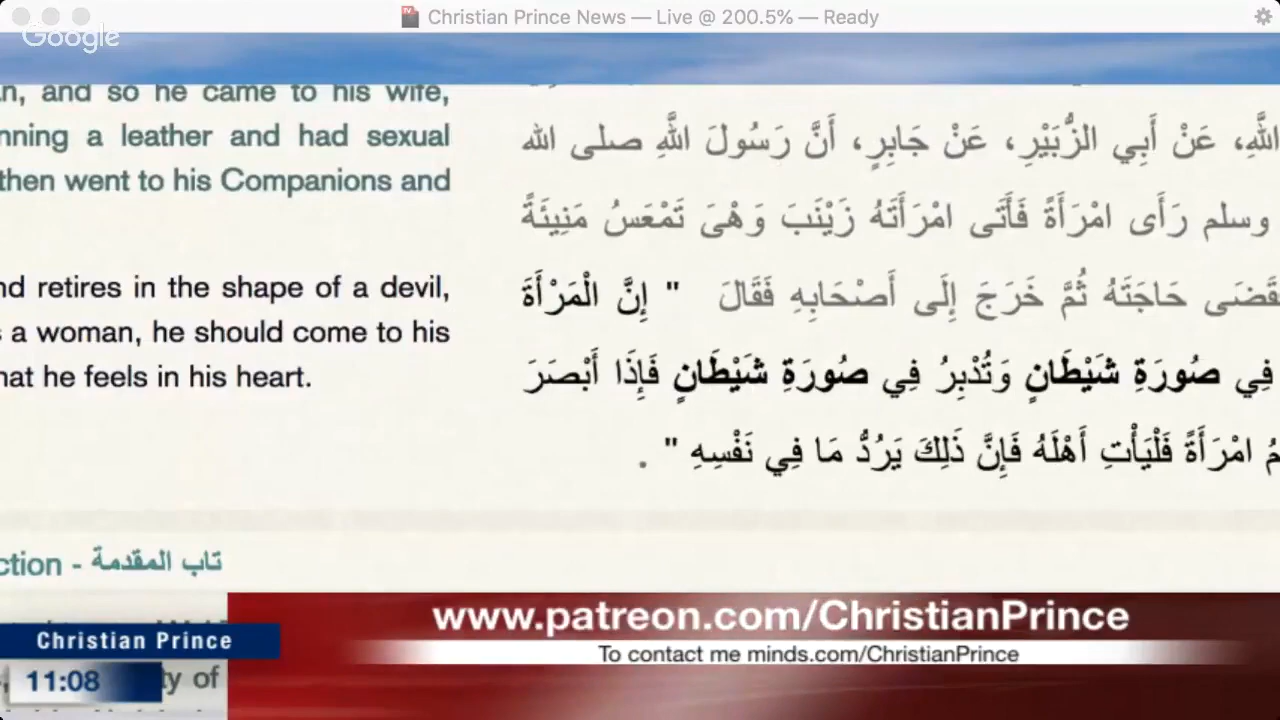 Christian Prince News — Live @ 200.5% — Ready
Google
n, and so he came to his wife,
nning a leather and had sexual
then went to his Companions and
nd retires in the shape of a devil,
s a woman, he should come to his
hat he feels in his heart.
اللَّهِ، عَنْ أَبِي الزُّبَيْرِ، عَنْ جَابِرٍ، أَنَّ رَسُولَ اللَّهِ صلى الله
وسلم رَأَى امْرَأَةً فَأَتَى امْرَأَتَهُ زَيْنَبَ وَهْىَ تَمْعَسُ مَنِيئَةً
قَضَى حَاجَتَهُ ثُمَّ خَرَجَ إِلَى أَصْحَابِهِ فَقَالَ " إِنَّ الْمَرْأَةَ
فِي صُورَةِ شَيْطَانٍ وَتُدْبِرُ فِي صُورَةِ شَيْطَانٍ فَإِذَا أَبْصَرَ
مُ امْرَأَةً فَلْيَأْتِ أَهْلَهُ فَإِنَّ ذَلِكَ يَرُدُّ مَا فِي نَفْسِهِ " .
ction - تاب المقدمة
www.patreon.com/ChristianPrince
Christian Prince
To contact me minds.com/ChristianPrince
11:08
ty of